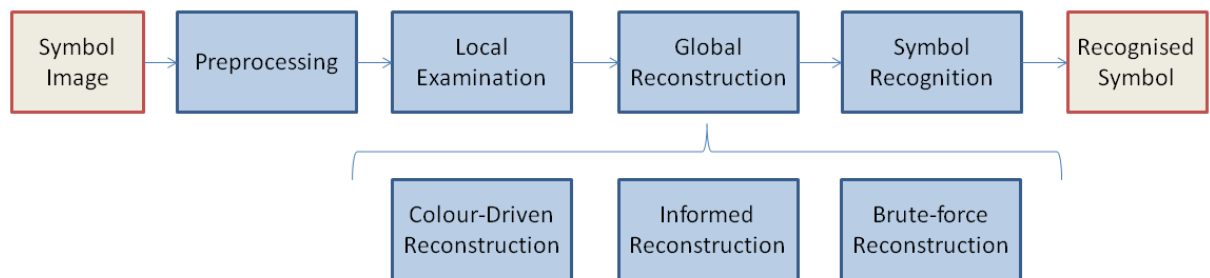 Symbol
Image
Preprocessing
Local
Examination
Global
Reconstruction
Symbol
Recognition
Recognised
Symbol
Colour-Driven
Reconstruction
Informed
Reconstruction
Brute-force
Reconstruction